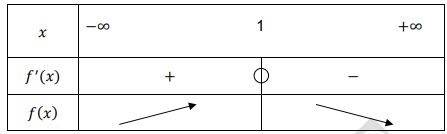 x −∞ 1 +∞
f′(x) + 0 −
f(x)